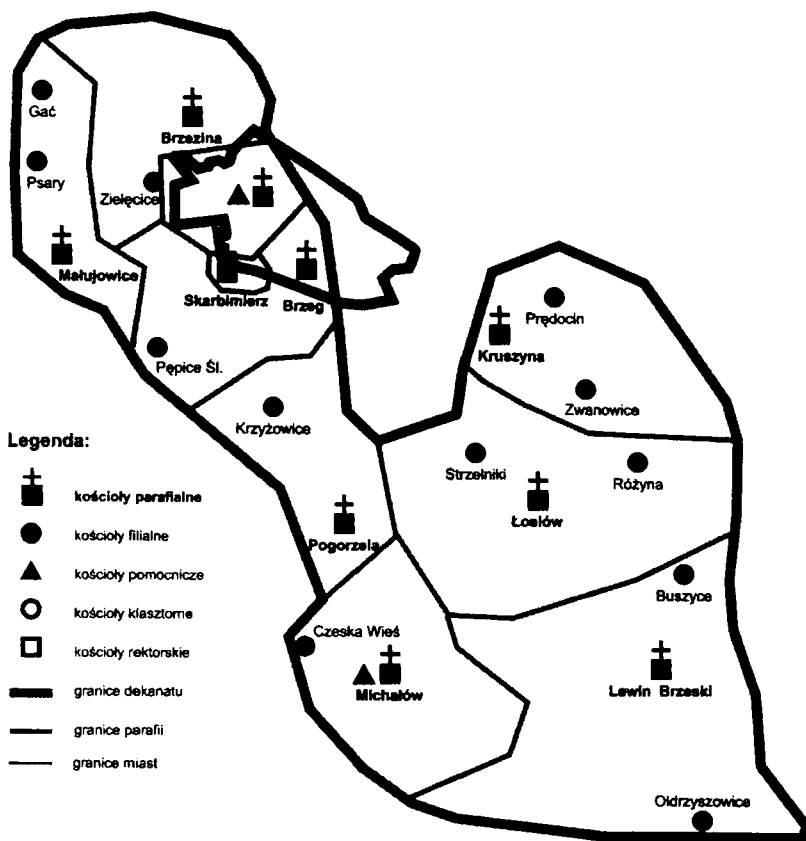 Gać
Brzezina
Psary
Zielęcice
Małujowice
Skarbimierz
Brzeg
Prędocin
Kruszyna
Pępice Śl.
Zwanowice
Krzyżowice
Legenda:
Strzelniki
Różyna
kościoły parafialne
Łosiów
kościoły filialne
Pogorzela
kościoły pomocnicze
Buszyce
kościoły klasztorne
Czeska Wieś
kościoły rektorskie
granice dekanatu
Michałów
Lewin Brzeski
granice parafii
granice miast
Oldrzyszowice